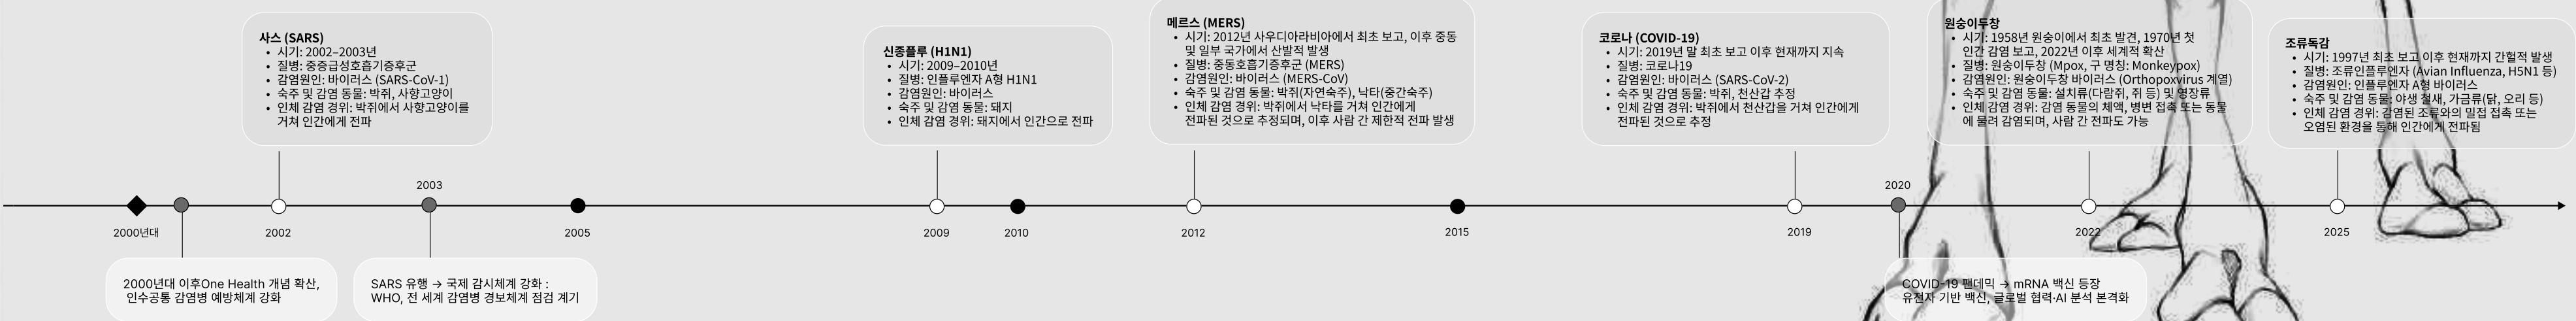 사스 (SARS)
• 시기: 2002–2003년
• 질병: 중증급성호흡기증후군
• 감염원인: 바이러스 (SARS-CoV-1)
• 숙주 및 감염 동물: 박쥐, 사향고양이
• 인체 감염 경위: 박쥐에서 사향고양이를
거쳐 인간에게 전파
신종플루 (H1N1)
• 시기: 2009–2010년
• 질병: 인플루엔자 A형 H1N1
• 감염원인: 바이러스
• 숙주 및 감염 동물: 돼지
• 인체 감염 경위: 돼지에서 인간으로 전파
메르스 (MERS)
• 시기: 2012년 사우디아라비아에서 최초 보고, 이후 중동
및 일부 국가에서 산발적 발생
• 질병: 중동호흡기증후군 (MERS)
• 감염원인: 바이러스 (MERS-CoV)
• 숙주 및 감염 동물: 박쥐(자연숙주), 낙타(중간숙주)
• 인체 감염 경위: 박쥐에서 낙타를 거쳐 인간에게
전파된 것으로 추정되며, 이후 사람 간 제한적 전파 발생
코로나 (COVID-19)
• 시기: 2019년 말 최초 보고 이후 현재까지 지속
• 질병: 코로나19
• 감염원인: 바이러스 (SARS-CoV-2)
• 숙주 및 감염 동물: 박쥐, 천산갑 추정
• 인체 감염 경위: 박쥐에서 천산갑을 거쳐 인간에게
전파된 것으로 추정
원숭이두창
• 시기: 1958년 원숭이에서 최초 발견, 1970년 첫
인간 감염 보고, 2022년 이후 세계적 확산
• 질병: 원숭이두창 (Mpox, 구 명칭: Monkeypox)
• 감염원인: 원숭이두창 바이러스 (Orthopoxvirus 계열)
• 숙주 및 감염 동물: 설치류(다람쥐, 쥐 등) 및 영장류
• 인체 감염 경위: 감염 동물의 체액, 병변 접촉 또는 동물
에 물려 감염되며, 사람 간 전파도 가능
조류독감
• 시기: 1997년 최초 보고 이후 현재까지 간헐적 발생
• 질병: 조류인플루엔자 (Avian Influenza, H5N1 등)
• 감염원인: 인플루엔자 A형 바이러스
• 숙주 및 감염 동물: 야생 철새, 가금류(닭, 오리 등)
• 인체 감염 경위: 감염된 조류와의 밀접 접촉 또는
오염된 환경을 통해 인간에게 전파됨
2003
2020
2000년대
2002
2005
2009
2010
2012
2015
2019
2022
2025
2000년대 이후One Health 개념 확산,
인수공통 감염병 예방체계 강화
SARS 유행 → 국제 감시체계 강화 :
WHO, 전 세계 감염병 경보체계 점검 계기
COVID-19 팬데믹 → mRNA 백신 등장
유전자 기반 백신, 글로벌 협력·AI 분석 본격화